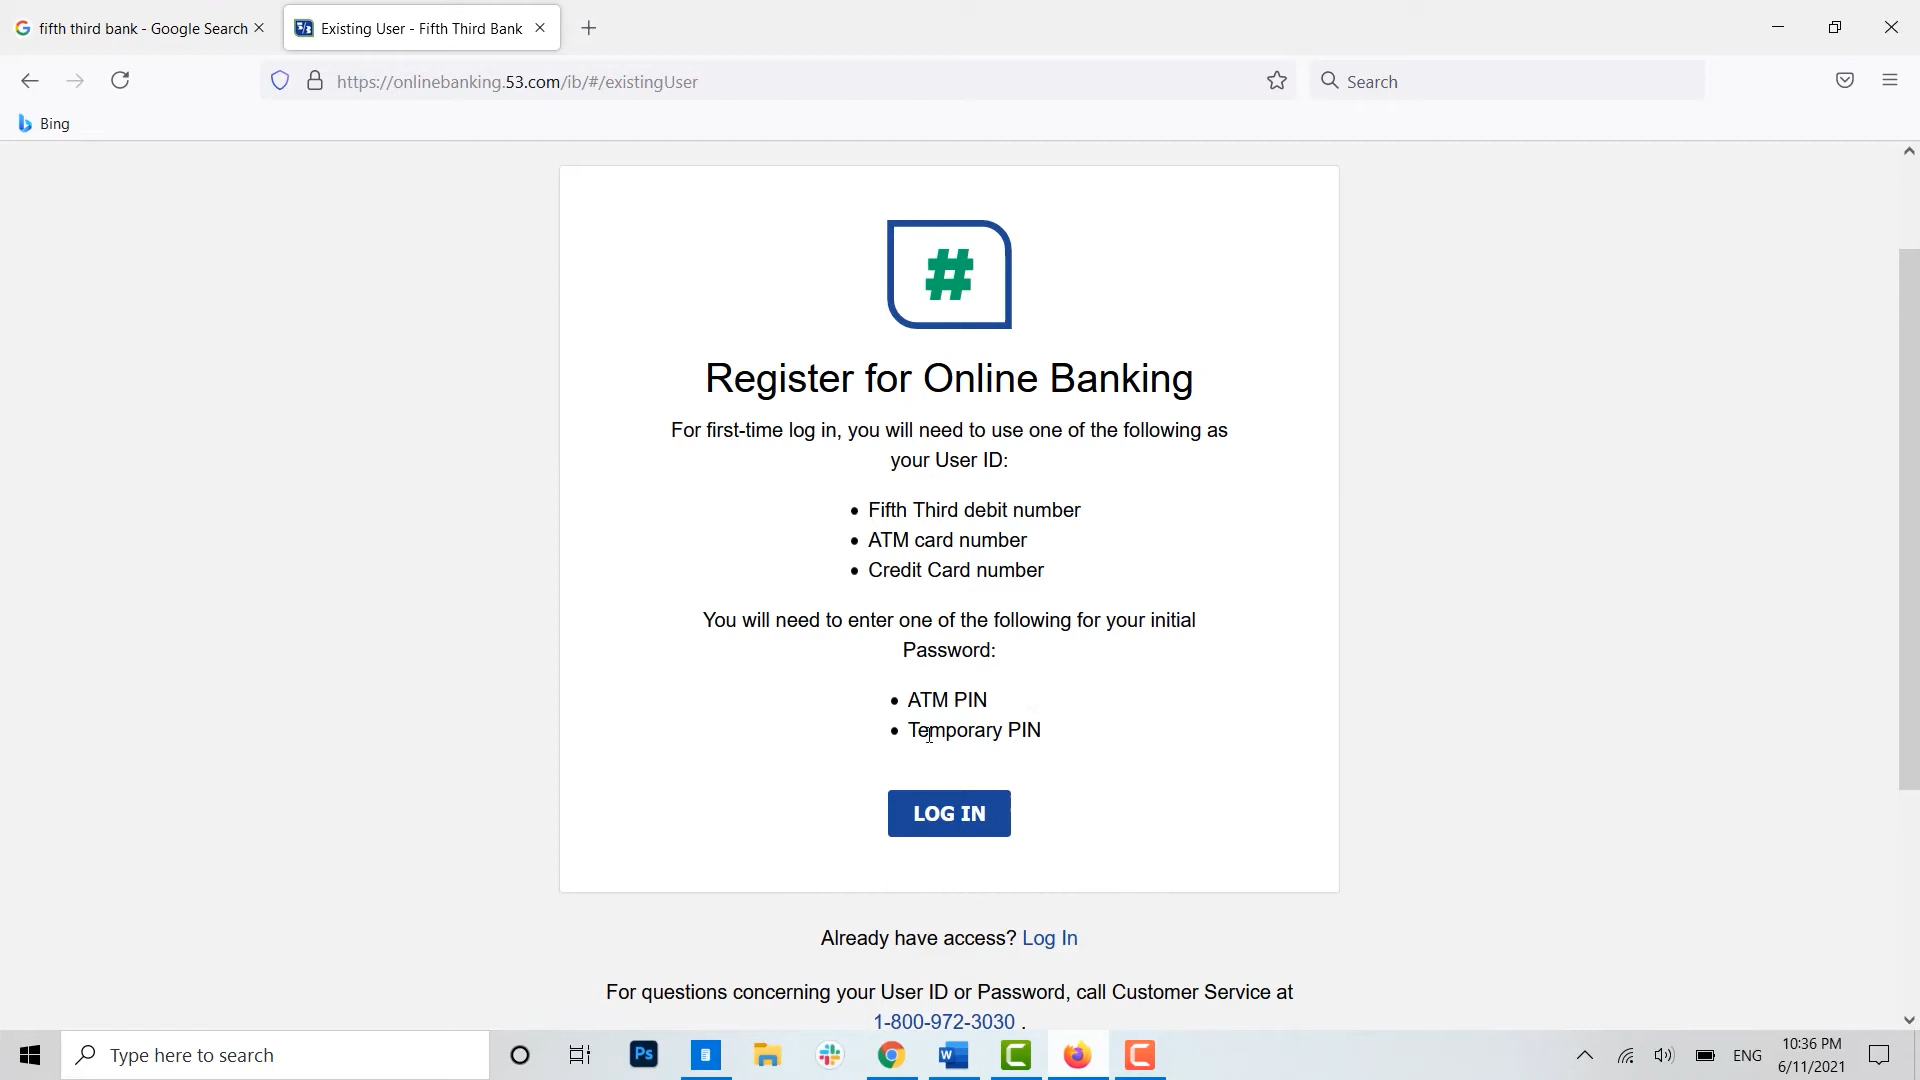 fifth third bank - Google Search
Existing User - Fifth Third Bank
https://onlinebanking.53.com/ib/#/existingUser
Search
Bing
#
Register for Online Banking
For first-time log in, you will need to use one of the following as
your User ID:
• Fifth Third debit number
• ATM card number
• Credit Card number
You will need to enter one of the following for your initial
Password:
• ATM PIN
• Temporary PIN
LOG IN
Already have access? Log In
For questions concerning your User ID or Password, call Customer Service at
1-800-972-3030 .
Type here to search
Ps
W
ENG
10:36 PM
6/11/2021